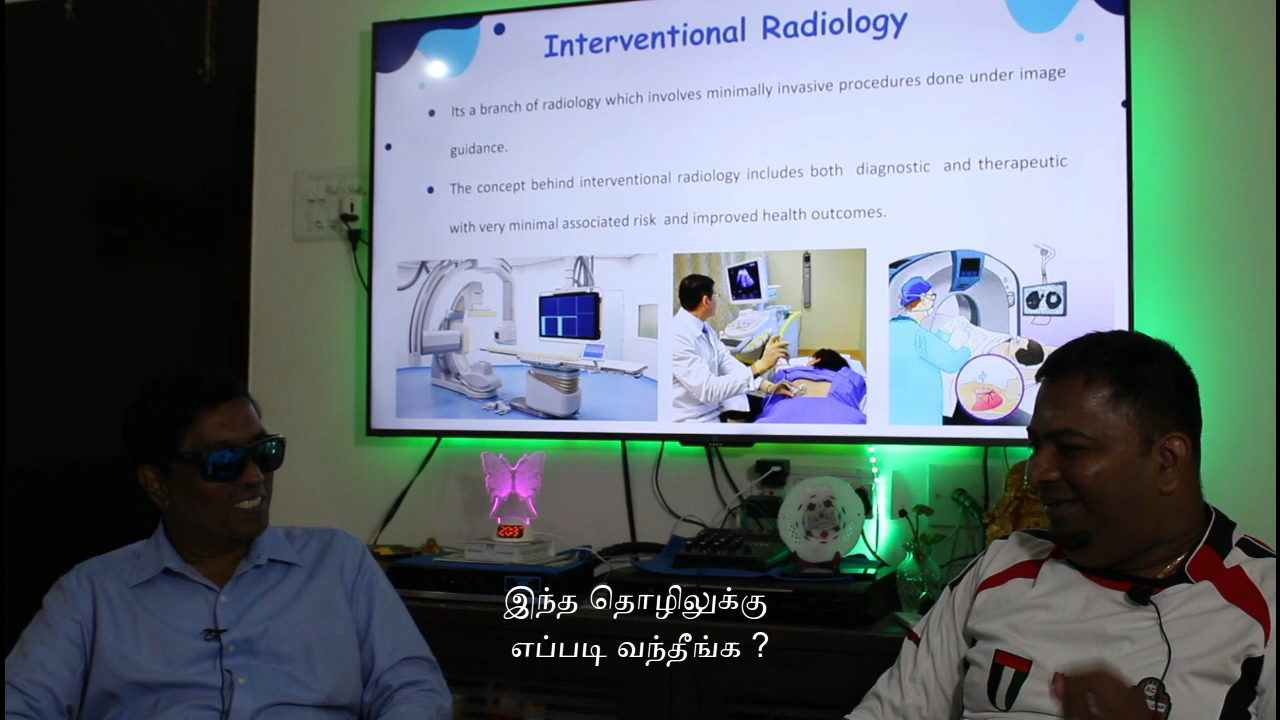 Interventional Radiology
Its a branch of radiology which involves minimally invasive procedures done under image
guidance.
The concept behind interventional radiology includes both diagnostic and therapeutic
with very minimal associated risk and improved health outcomes.
203
இந்த தொழிலுக்கு
எப்படி வந்தீங்க ?